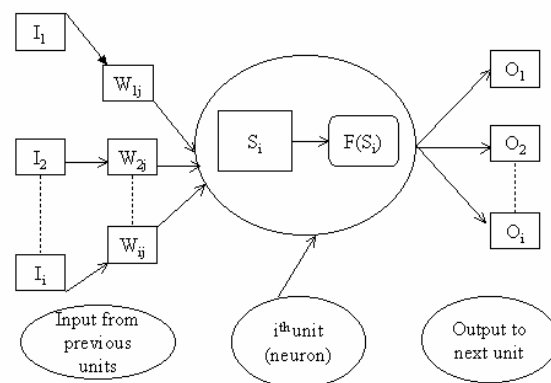 I₁
W₁ⱼ
I₂
W₂ⱼ
Iᵢ
Wᵢⱼ
Sᵢ
F(Sᵢ)
O₁
O₂
Oᵢ
Input from
previous
units
iᵗʰ unit
(neuron)
Output to
next unit